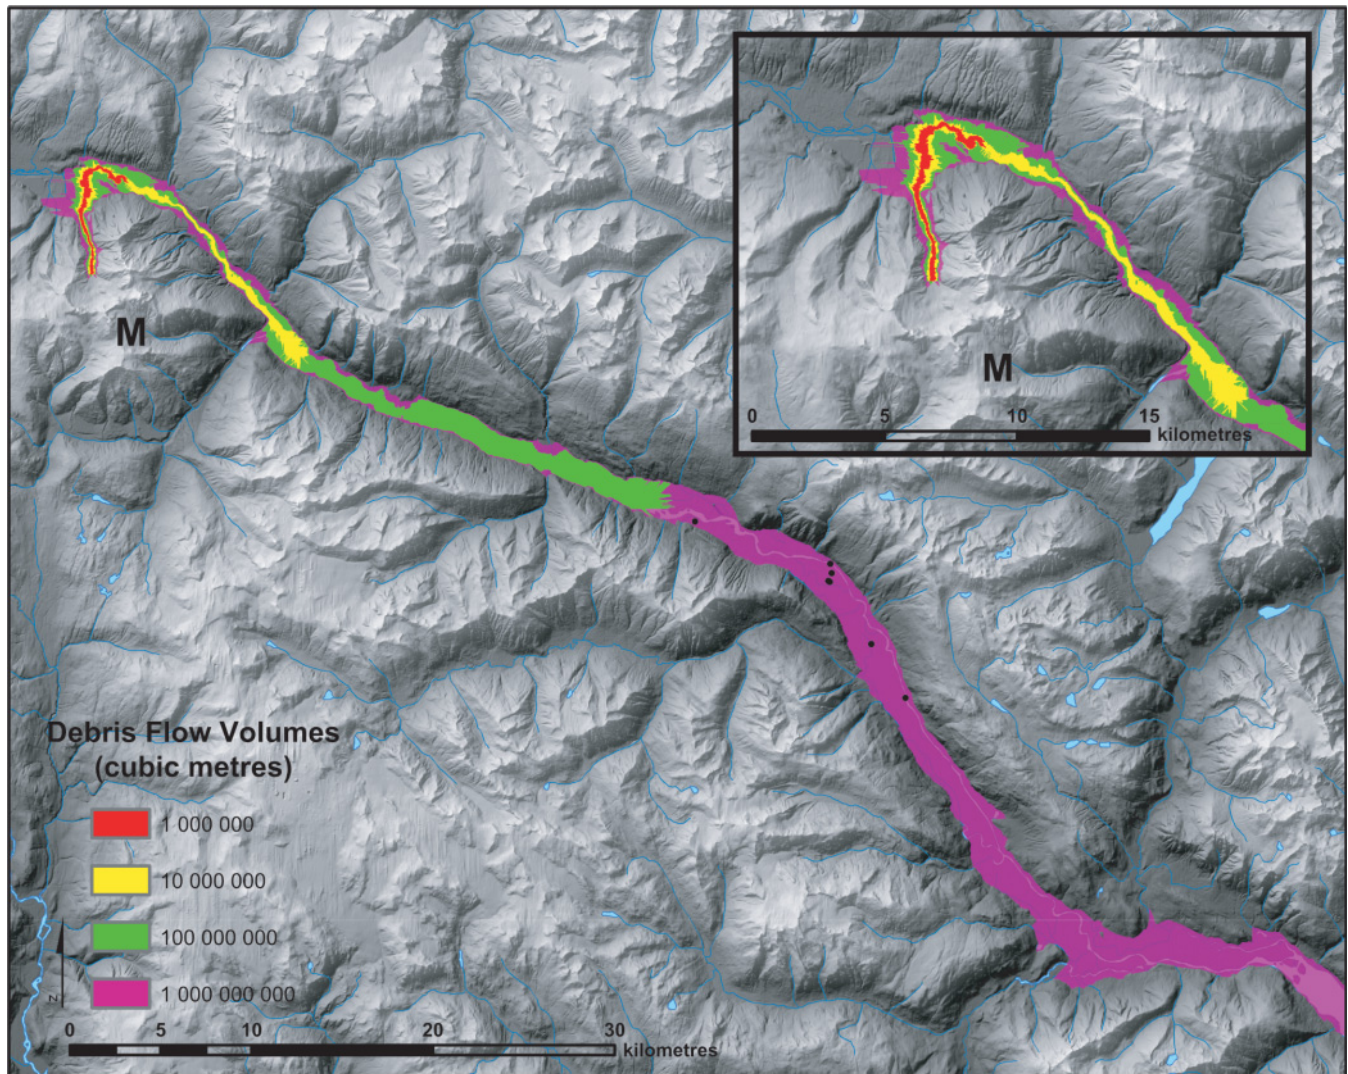 M
M
0 5 10 15
kilometres
Debris Flow Volumes
(cubic metres)
1 000 000
10 000 000
100 000 000
1 000 000 000
N
0 5 10 20 30
kilometres